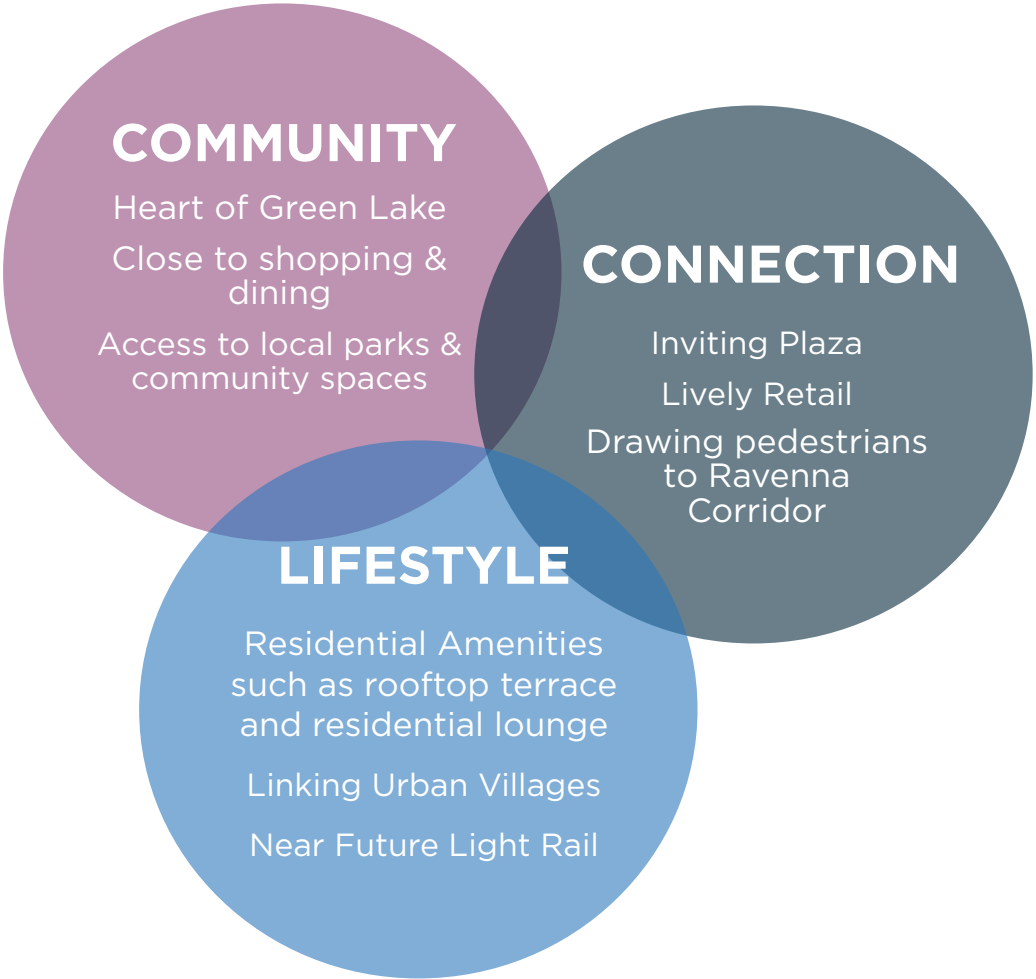 COMMUNITY
Heart of Green Lake
Close to shopping &
dining
Access to local parks &
community spaces
CONNECTION
Inviting Plaza
Lively Retail
Drawing pedestrians
to Ravenna
Corridor
LIFESTYLE
Residential Amenities
such as rooftop terrace
and residential lounge
Linking Urban Villages
Near Future Light Rail